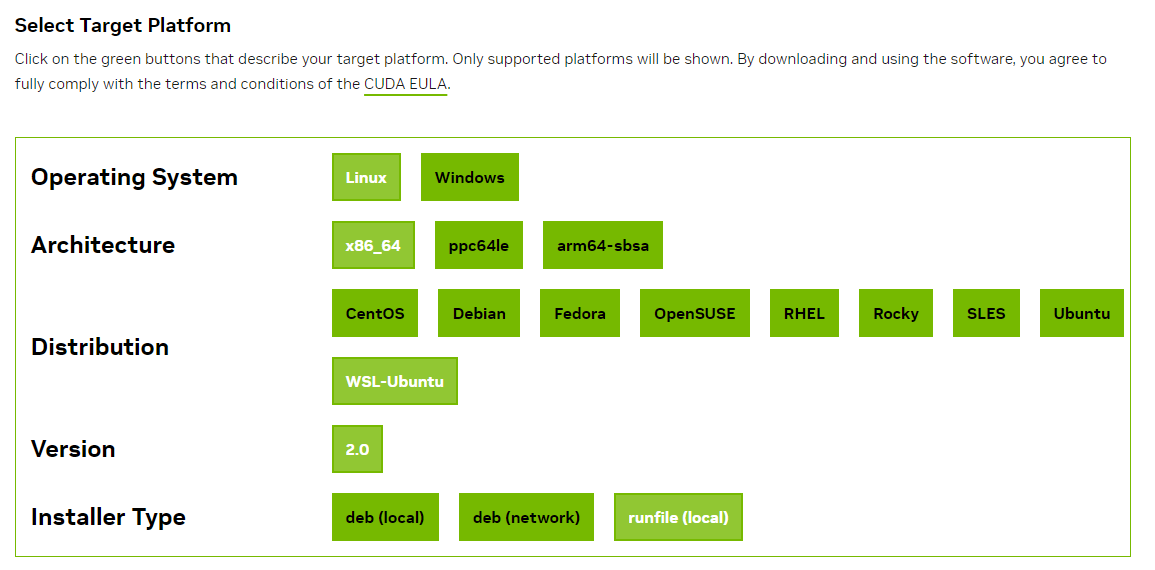 Select Target Platform
Click on the green buttons that describe your target platform. Only supported platforms will be shown. By downloading and using the software, you agree to
fully comply with the terms and conditions of the CUDA EULA.
Operating System Linux Windows
Architecture x86_64 ppc64le arm64-sbsa
Distribution CentOS Debian Fedora OpenSUSE RHEL Rocky SLES Ubuntu
WSL-Ubuntu
Version 2.0
Installer Type deb (local) deb (network) runfile (local)